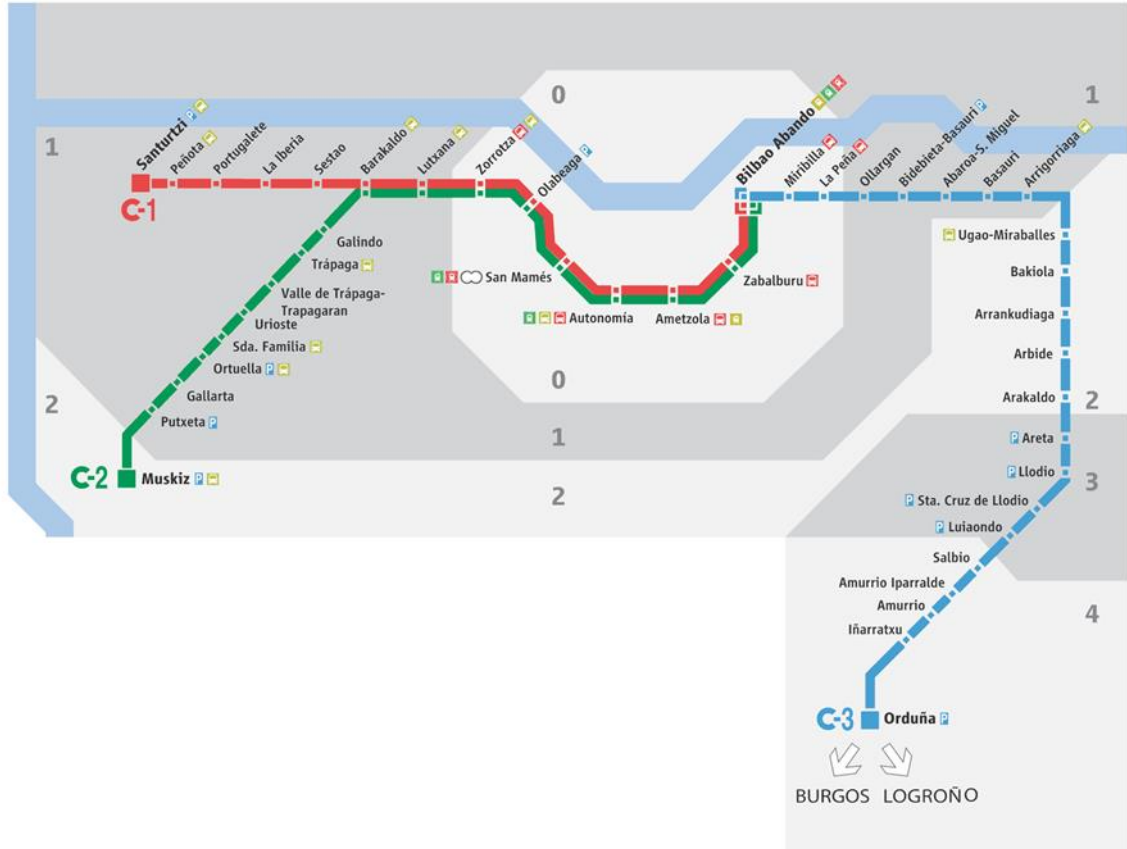 0
1
1
Santurtzi P
Peñota
Portugalete
La Iberia
Sestao
Barakaldo
Lutxana
Zorrotza
Olabeaga P
Bilbao Abando
Miribilla
La Peña
Ollargan
Bidebieta-Basauri P
Abaroa-S. Miguel
Basauri
Arrigorriaga
C-1
Galindo
Trápaga
Valle de Trápaga-
Trapagaran
Urioste
Sda. Familia
Ortuella P
Gallarta
Putxeta P
C-2
Muskiz P
San Mamés
Autonomía
Ametzola
Zabalburu
0
1
2
2
Ugao-Miraballes
Bakiola
Arrankudiaga
Arbide
Arakaldo
2
P Areta
P Llodio
3
P Sta. Cruz de Llodio
P Luiaondo
Salbio
Amurrio Iparralde
Amurrio
4
Iñarratxu
C-3
Orduña P
BURGOS LOGROÑO